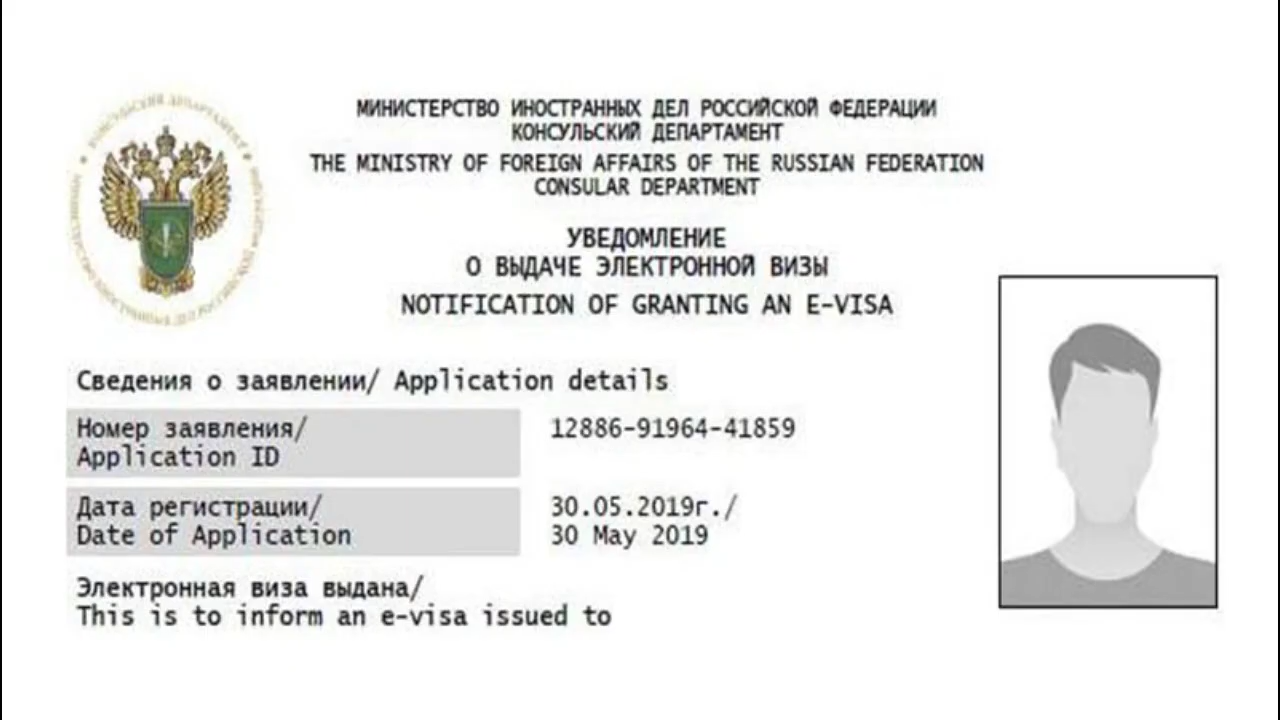 МИНИСТЕРСТВО ИНОСТРАННЫХ ДЕЛ РОССИЙСКОЙ ФЕДЕРАЦИИ
КОНСУЛЬСКИЙ ДЕПАРТАМЕНТ
THE MINISTRY OF FOREIGN AFFAIRS OF THE RUSSIAN FEDERATION
CONSULAR DEPARTMENT
УВЕДОМЛЕНИЕ
О ВЫДАЧЕ ЭЛЕКТРОННОЙ ВИЗЫ
NOTIFICATION OF GRANTING AN E-VISA
Сведения о заявлении/ Application details
Номер заявления/ 12886-91964-41859
Application ID
Дата регистрации/ 30.05.2019г./
Date of Application 30 May 2019
Электронная виза выдана/
This is to inform an e-visa issued to